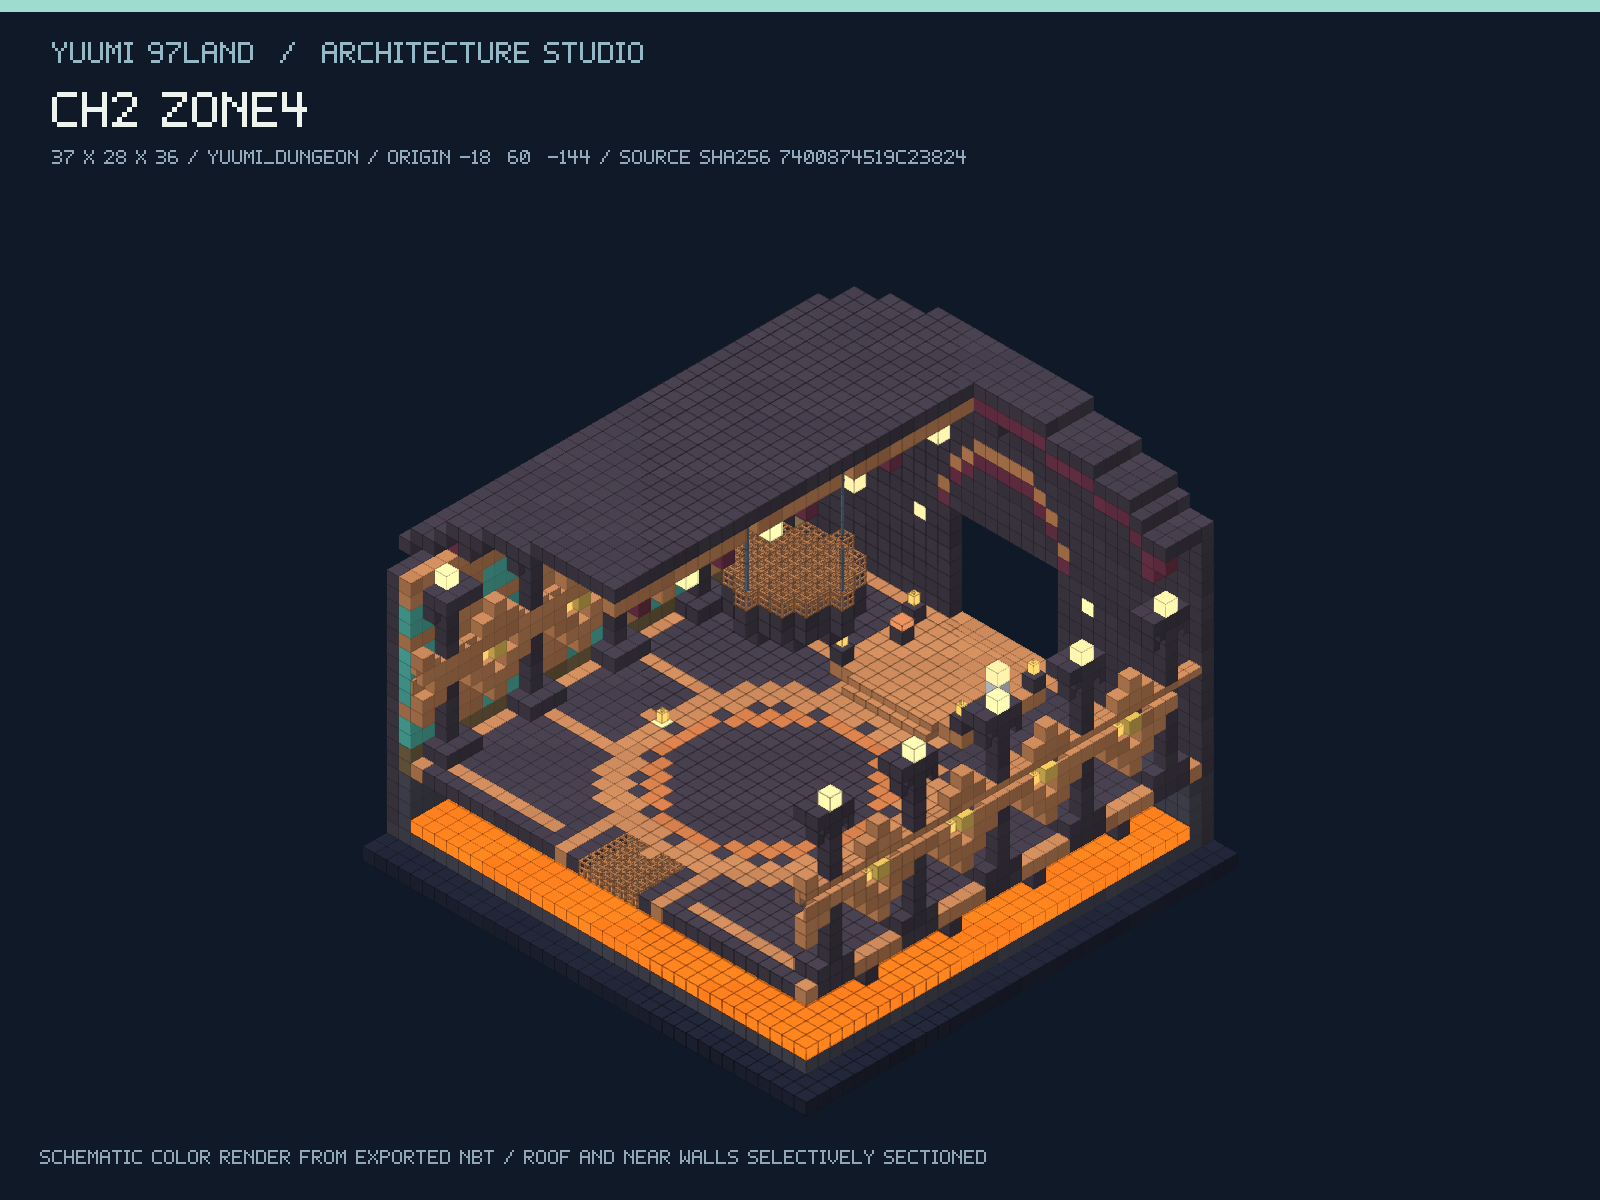 YUUMI 97LAND / ARCHITECTURE STUDIO
CH2 ZONE4
37 X 28 X 36 / YUUMI_DUNGEON / ORIGIN -18 60 -144 / SOURCE SHA256 7400874519C23824
SCHEMATIC COLOR RENDER FROM EXPORTED NBT / ROOF AND NEAR WALLS SELECTIVELY SECTIONED